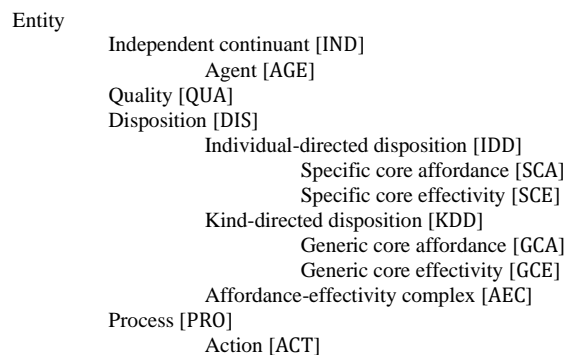 Entity
Independent continuant [IND]
Agent [AGE]
Quality [QUA]
Disposition [DIS]
Individual-directed disposition [IDD]
Specific core affordance [SCA]
Specific core effectivity [SCE]
Kind-directed disposition [KDD]
Generic core affordance [GCA]
Generic core effectivity [GCE]
Affordance-effectivity complex [AEC]
Process [PRO]
Action [ACT]